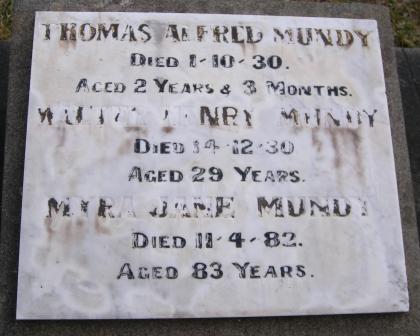 THOMAS ALFRED MUNDY
DIED 1-10-30.
AGED 2 YEARS & 3 MONTHS.
WALTER HENRY MUNDY
DIED 14-12-30
AGED 29 YEARS.
MYRA JANE MUNDY
DIED 11-4-82.
AGED 83 YEARS.